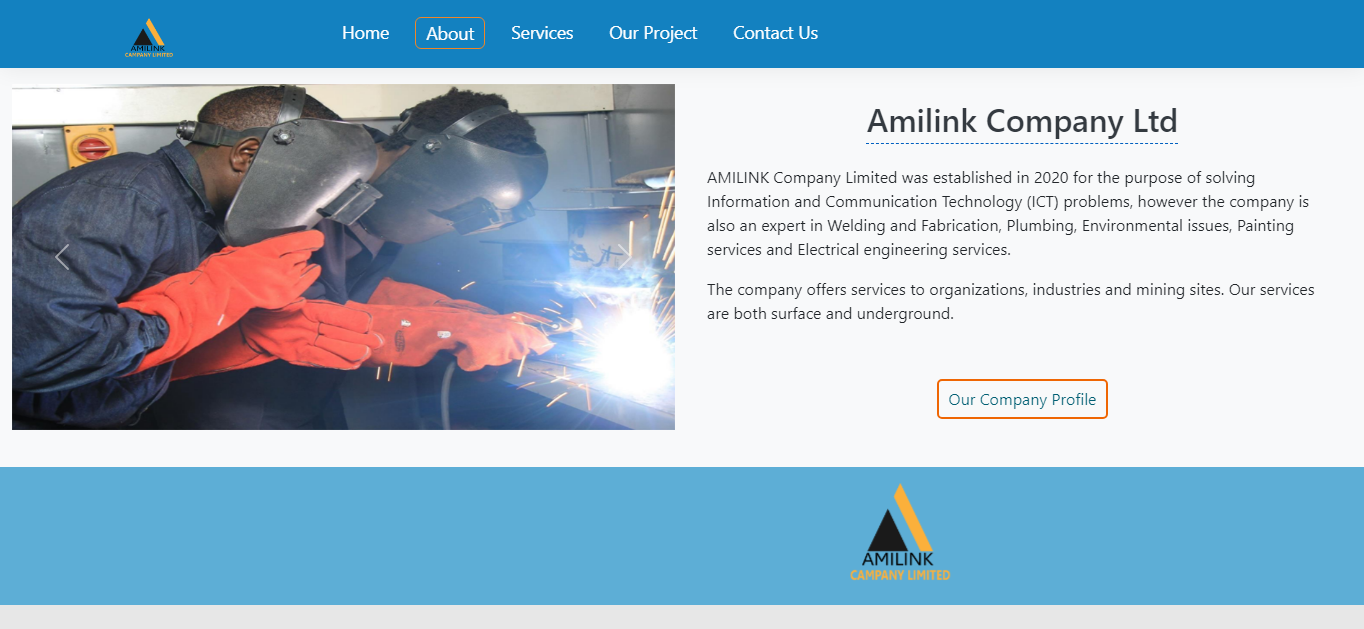 AMILINK
CAMPANY LIMITED
Home About Services Our Project Contact Us
Amilink Company Ltd
AMILINK Company Limited was established in 2020 for the purpose of solving
Information and Communication Technology (ICT) problems, however the company is
also an expert in Welding and Fabrication, Plumbing, Environmental issues, Painting
services and Electrical engineering services.
The company offers services to organizations, industries and mining sites. Our services
are both surface and underground.
Our Company Profile
AMILINK
CAMPANY LIMITED